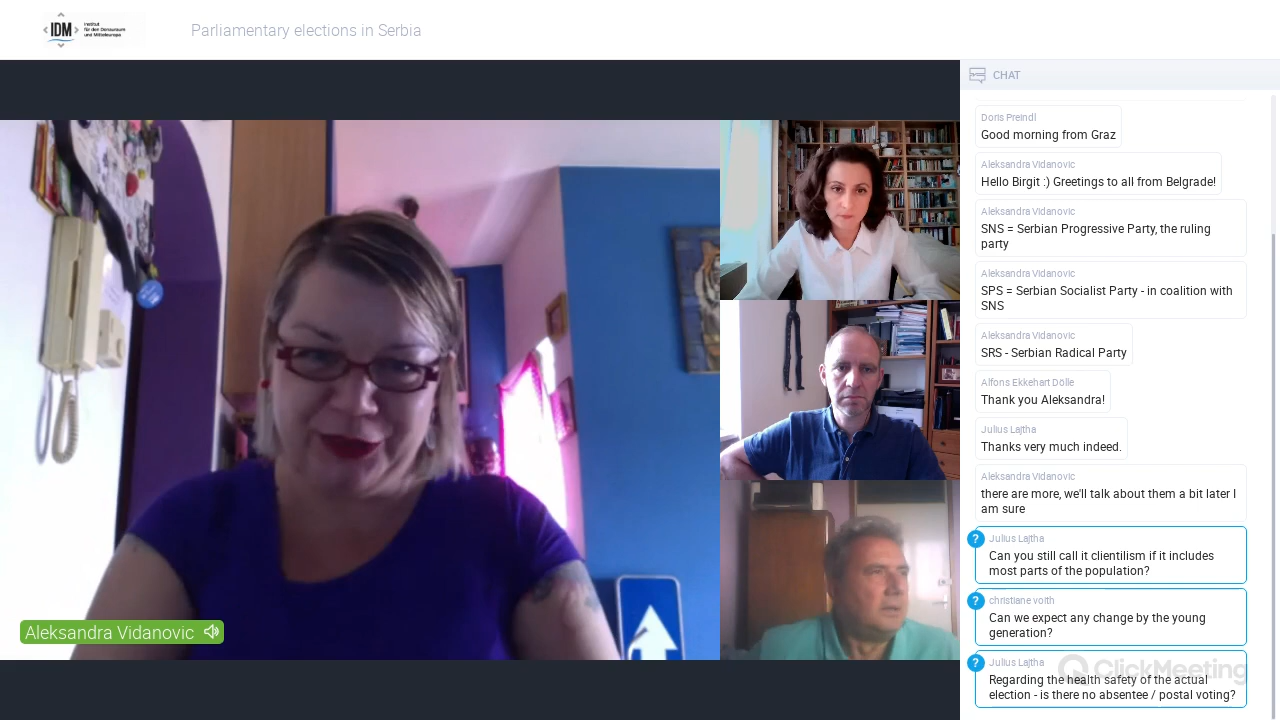 IDM
Institut
für den Donauraum
und Mitteleuropa
Parliamentary elections in Serbia
CHAT
Doris Preindl
Good morning from Graz
Aleksandra Vidanovic
Hello Birgit :) Greetings to all from Belgrade!
Aleksandra Vidanovic
SNS = Serbian Progressive Party, the ruling
party
Aleksandra Vidanovic
SPS = Serbian Socialist Party - in coalition with
SNS
Aleksandra Vidanovic
SRS - Serbian Radical Party
Alfons Ekkehart Dölle
Thank you Aleksandra!
Julius Lajtha
Thanks very much indeed.
Aleksandra Vidanovic
there are more, we'll talk about them a bit later I
am sure
? Julius Lajtha
Can you still call it clientilism if it includes
most parts of the population?
? christiane voith
Can we expect any change by the young
generation?
? Julius Lajtha
Regarding the health safety of the actual
election - is there no absentee / postal voting?
ClickMeeting
Aleksandra Vidanovic